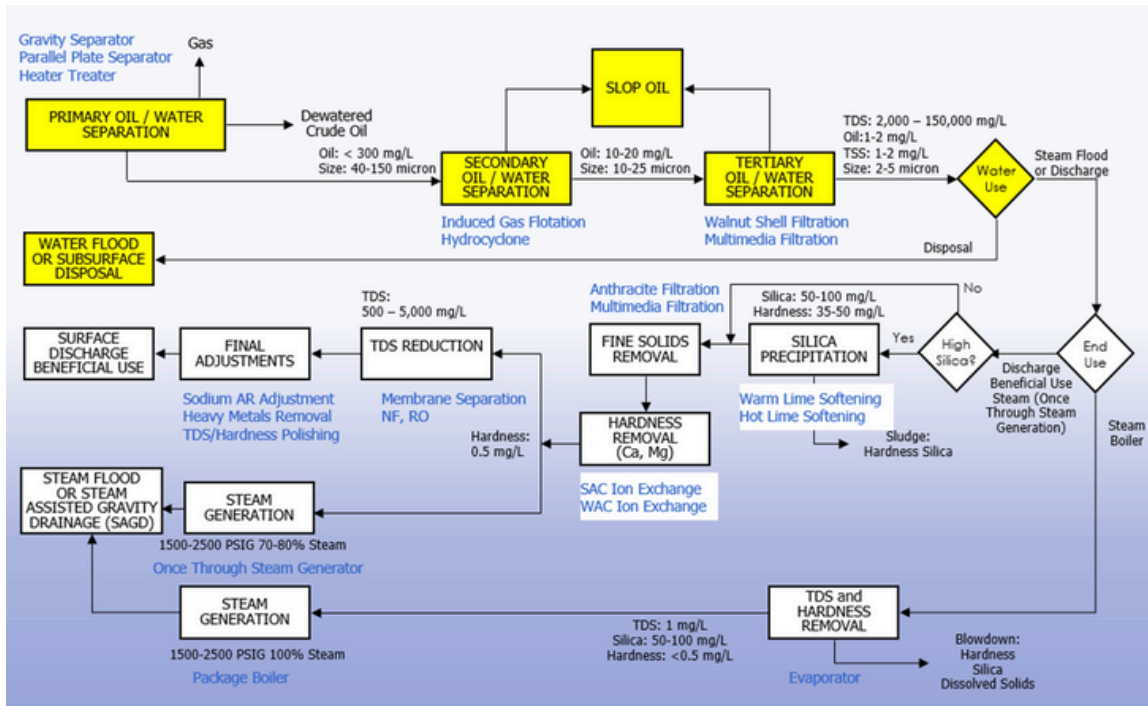 Gravity Separator
Parallel Plate Separator
Heater Treater
Gas
PRIMARY OIL / WATER
SEPARATION
Dewatered
Crude Oil
Oil: < 300 mg/L
Size: 40-150 micron
SLOP OIL
SECONDARY
OIL / WATER
SEPARATION
Induced Gas Flotation
Hydrocyclone
Oil: 10-20 mg/L
Size: 10-25 micron
TERTIARY
OIL / WATER
SEPARATION
Walnut Shell Filtration
Multimedia Filtration
TDS: 2,000 – 150,000 mg/L
Oil:1-2 mg/L
TSS: 1-2 mg/L
Size: 2-5 micron
Water
Use
Steam Flood
or Discharge
Disposal
WATER FLOOD
OR SUBSURFACE
DISPOSAL
End
Use
Discharge
Beneficial Use
Steam (Once
Through Steam
Generation)
Steam
Boiler
High
Silica?
No
Yes
Silica: 50-100 mg/L
Hardness: 35-50 mg/L
SILICA
PRECIPITATION
Warm Lime Softening
Hot Lime Softening
Sludge:
Hardness Silica
Anthracite Filtration
Multimedia Filtration
FINE SOLIDS
REMOVAL
HARDNESS
REMOVAL
(Ca, Mg)
SAC Ion Exchange
WAC Ion Exchange
Hardness:
0.5 mg/L
TDS:
500 – 5,000 mg/L
TDS REDUCTION
Membrane Separation
NF, RO
FINAL
ADJUSTMENTS
Sodium AR Adjustment
Heavy Metals Removal
TDS/Hardness Polishing
SURFACE
DISCHARGE
BENEFICIAL USE
STEAM FLOOD
OR STEAM
ASSISTED GRAVITY
DRAINAGE (SAGD)
STEAM
GENERATION
1500-2500 PSIG 70-80% Steam
Once Through Steam Generator
STEAM
GENERATION
1500-2500 PSIG 100% Steam
Package Boiler
TDS: 1 mg/L
Silica: 50-100 mg/L
Hardness: <0.5 mg/L
TDS and
HARDNESS
REMOVAL
Evaporator
Blowdown:
Hardness
Silica
Dissolved Solids